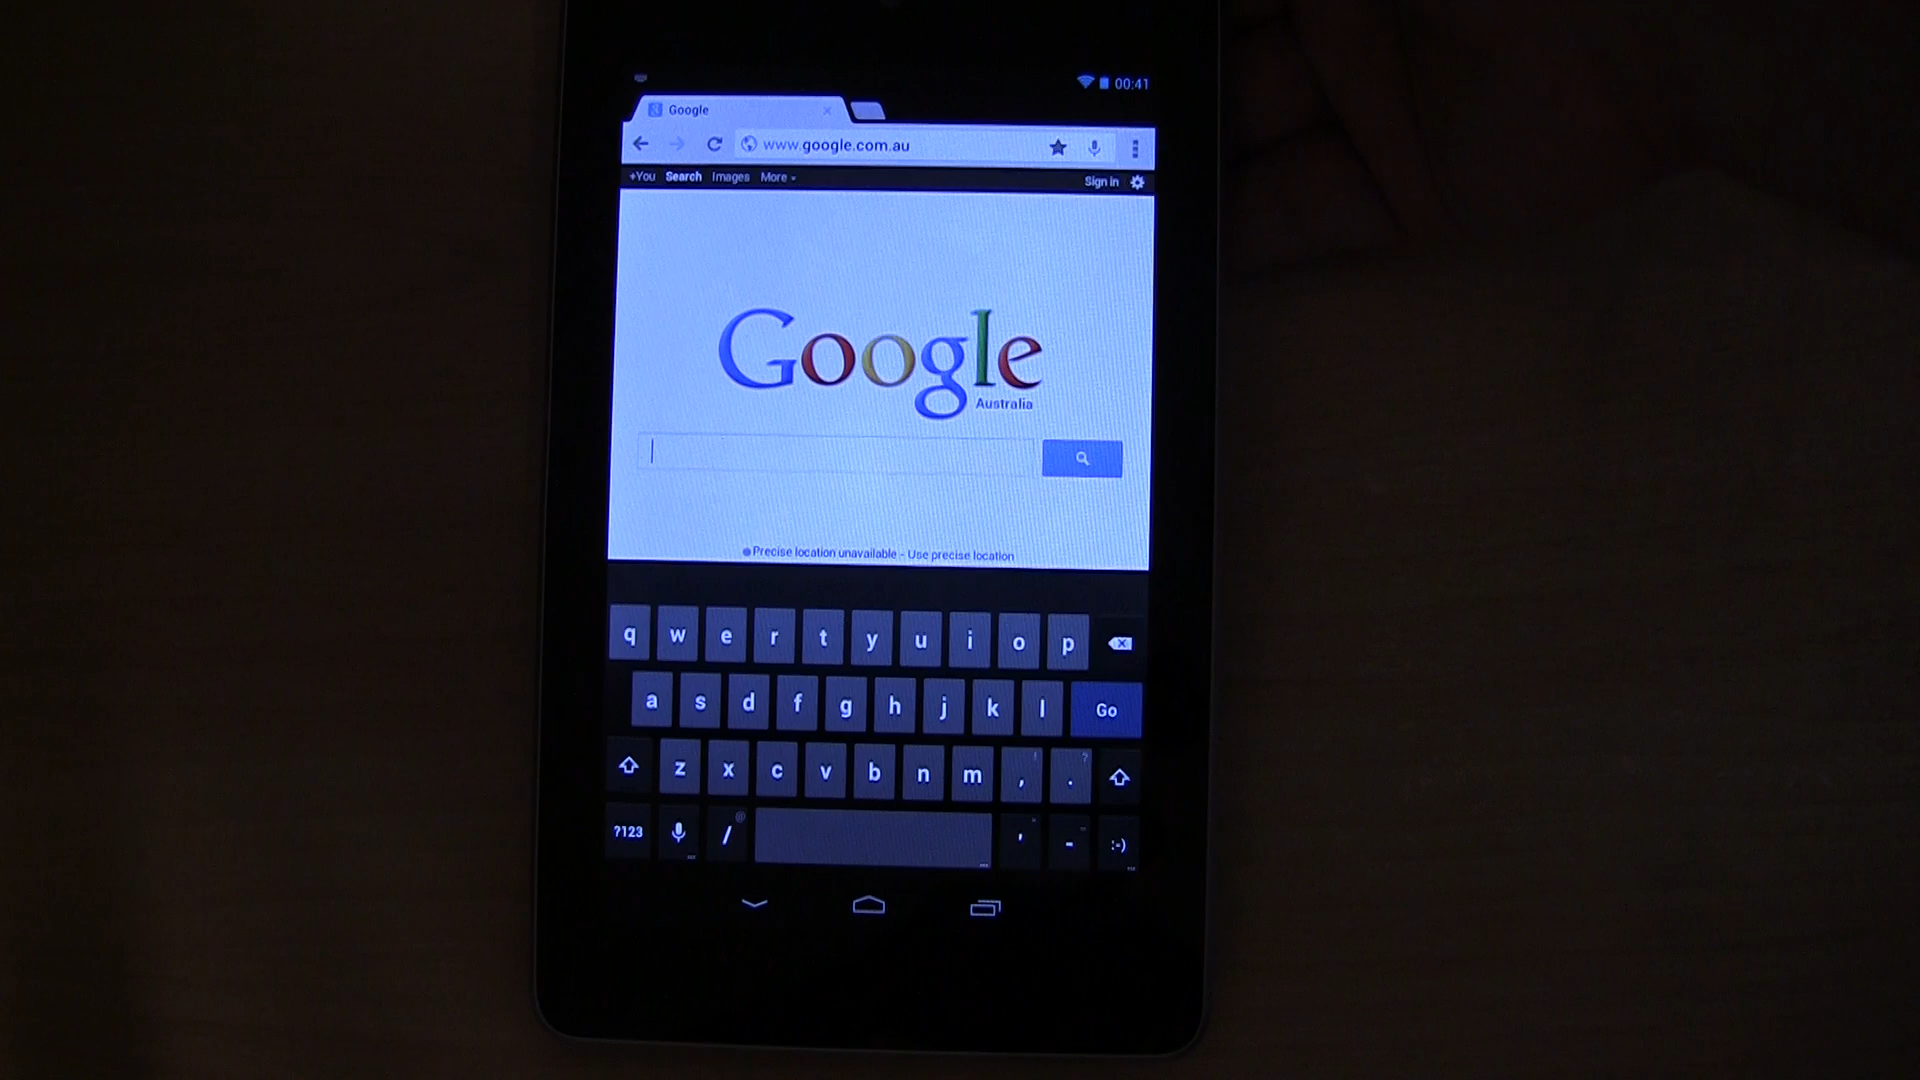 00:41
Google
www.google.com.au
+You Search Images More Sign in
Google
Australia
Precise location unavailable - Use precise location
q w e r t y u i o p
a s d f g h j k l Go
z x c v b n m , ! . ?
?123 / @ ' - :-)